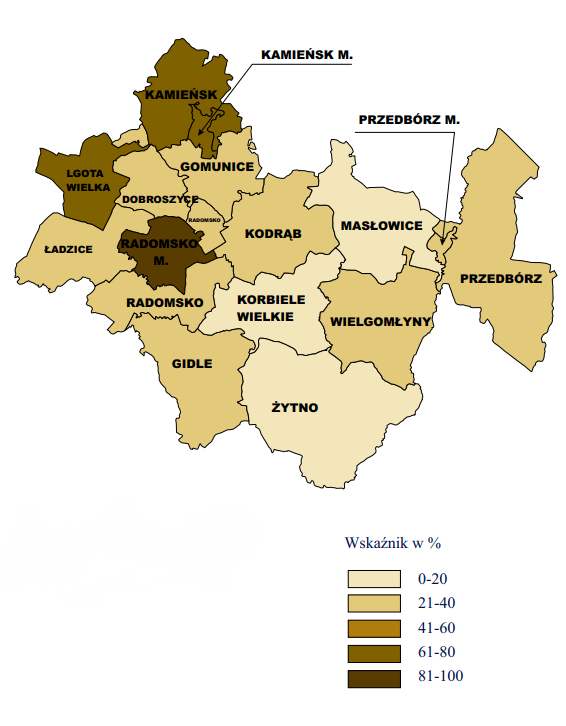 KAMIEŃSK M.
KAMIEŃSK
PRZEDBÓRZ M.
GOMUNICE
LGOTA
WIELKA
DOBROSZYCE
RADOMSKO
MASŁOWICE
KODRĄB
RADOMSKO
M.
ŁADZICE
PRZEDBÓRZ
RADOMSKO
KORBIELE
WIELKIE
WIELGOMŁYNY
GIDLE
ŻYTNO
Wskaźnik w %
0-20
21-40
41-60
61-80
81-100